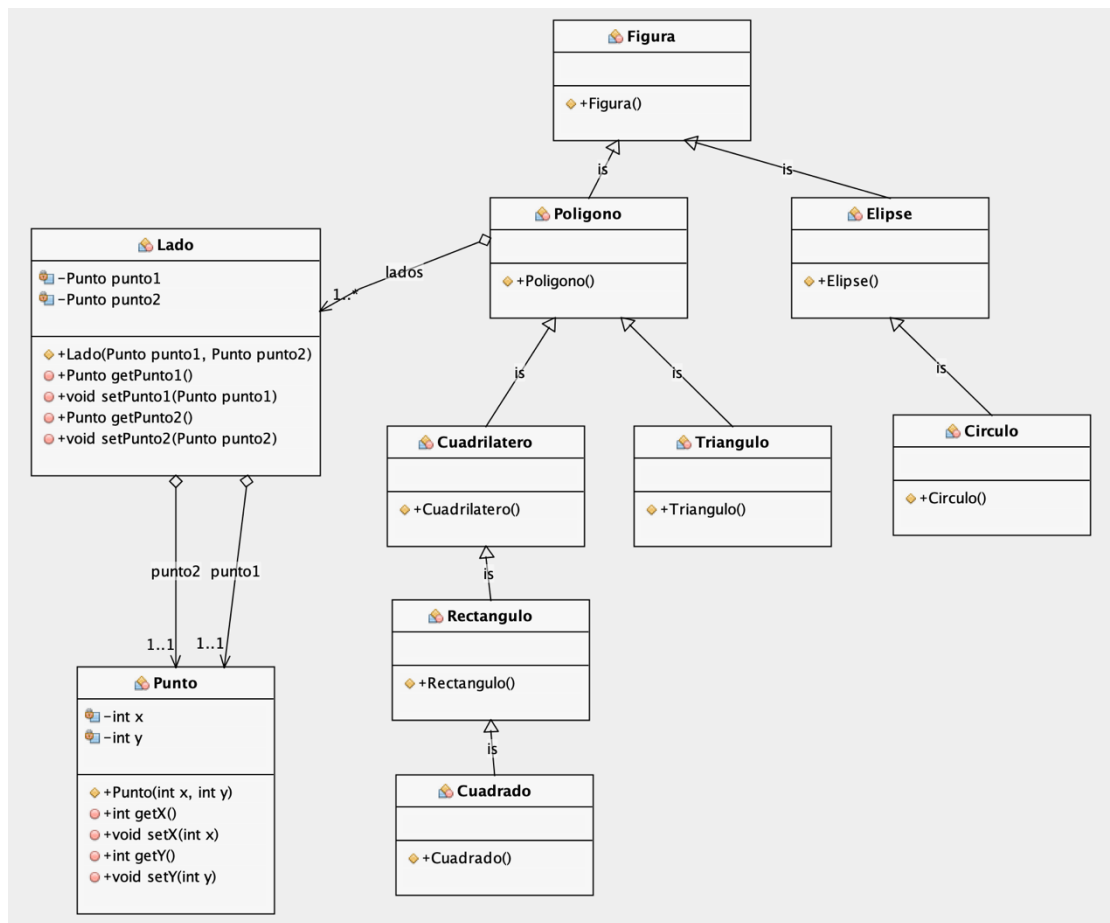 Figura
+Figura()
is
is
Poligono
+Poligono()
Elipse
+Elipse()
Lado
-Punto punto1
-Punto punto2
+Lado(Punto punto1, Punto punto2)
+Punto getPunto1()
+void setPunto1(Punto punto1)
+Punto getPunto2()
+void setPunto2(Punto punto2)
lados
1..*
is
is
is
Cuadrilatero
+Cuadrilatero()
Triangulo
+Triangulo()
Circulo
+Circulo()
punto2
punto1
1..1
1..1
is
Rectangulo
+Rectangulo()
Punto
-int x
-int y
+Punto(int x, int y)
+int getX()
+void setX(int x)
+int getY()
+void setY(int y)
is
Cuadrado
+Cuadrado()